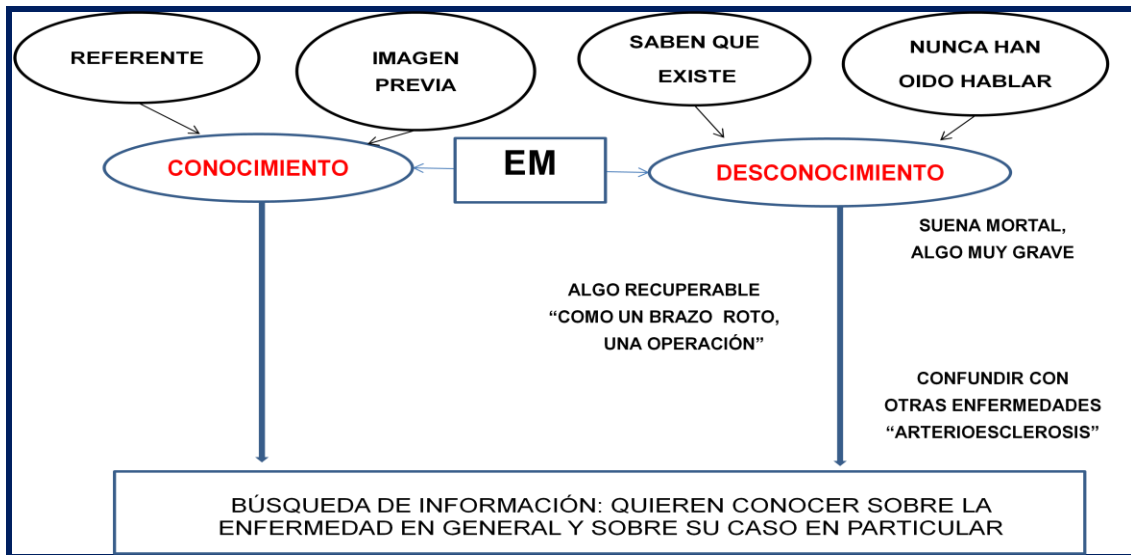 REFERENTE
IMAGEN
PREVIA
SABEN QUE
EXISTE
NUNCA HAN
OIDO HABLAR
CONOCIMIENTO
EM
DESCONOCIMIENTO
SUENA MORTAL,
ALGO MUY GRAVE
ALGO RECUPERABLE
“COMO UN BRAZO ROTO,
UNA OPERACIÓN”
CONFUNDIR CON
OTRAS ENFERMEDADES
“ARTERIOESCLEROSIS”
BÚSQUEDA DE INFORMACIÓN: QUIEREN CONOCER SOBRE LA
ENFERMEDAD EN GENERAL Y SOBRE SU CASO EN PARTICULAR